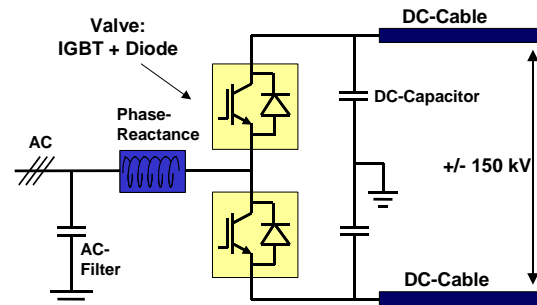 Valve:
IGBT + Diode
DC-Cable
Phase-
Reactance
DC-Capacitor
AC
+/- 150 kV
AC-
Filter
DC-Cable